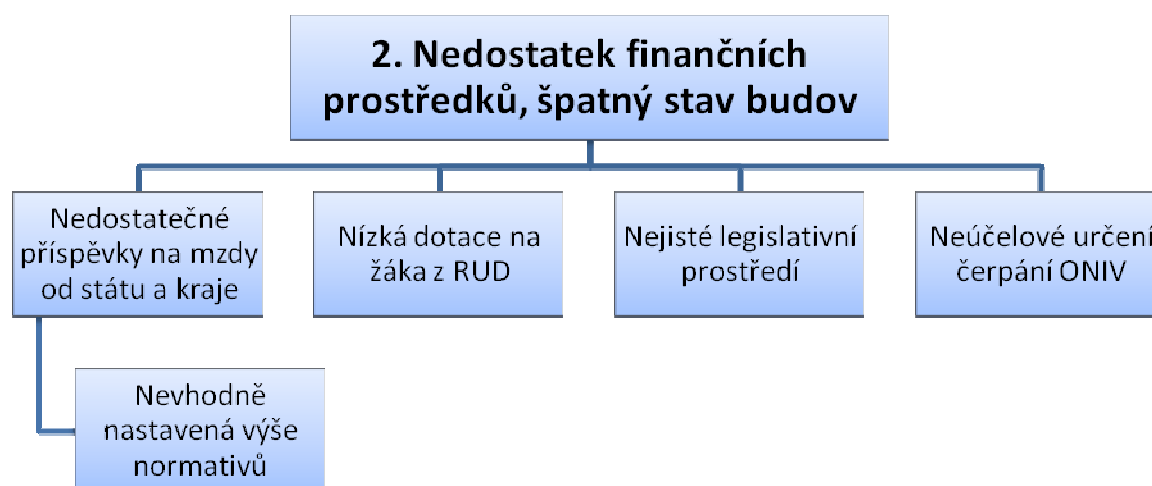 2. Nedostatek finančních
prostředků, špatný stav budov
Nedostatečné
příspěvky na mzdy
od státu a kraje
Nízká dotace na
žáka z RUD
Nejisté legislativní
prostředí
Neúčelové určení
čerpání ONIV
Nevhodně
nastavená výše
normativů